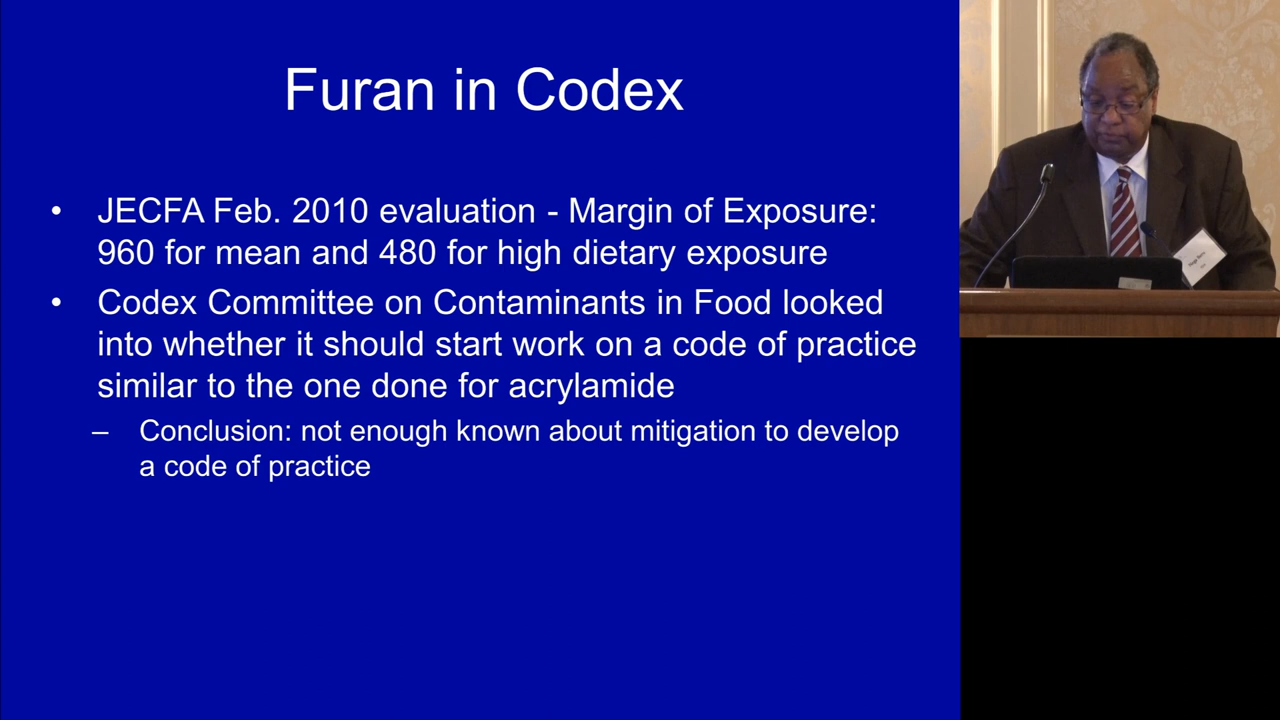 Furan in Codex
• JECFA Feb. 2010 evaluation - Margin of Exposure:
960 for mean and 480 for high dietary exposure
• Codex Committee on Contaminants in Food looked
into whether it should start work on a code of practice
similar to the one done for acrylamide
– Conclusion: not enough known about mitigation to develop
a code of practice